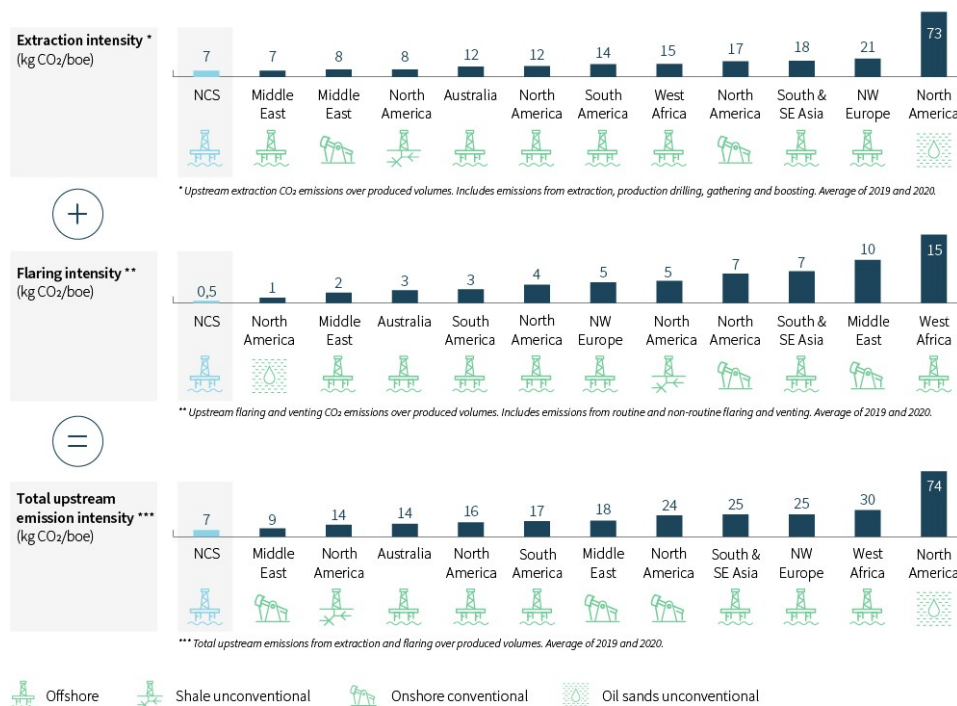 Extraction intensity *
(kg CO₂/boe)
7 7 8 8 12 12 14 15 17 18 21 73
NCS Middle East Middle East North America Australia North America South America West Africa North America South & SE Asia NW Europe North America
* Upstream extraction CO₂ emissions over produced volumes. Includes emissions from extraction, production drilling, gathering and boosting. Average of 2019 and 2020.
+
Flaring intensity **
(kg CO₂/boe)
0,5 1 2 3 3 4 5 5 7 7 10 15
NCS North America Middle East Australia South America North America NW Europe North America North America South & SE Asia Middle East West Africa
** Upstream flaring and venting CO₂ emissions over produced volumes. Includes emissions from routine and non-routine flaring and venting. Average of 2019 and 2020.
=
Total upstream
emission intensity ***
(kg CO₂/boe)
7 9 14 14 16 17 18 24 25 25 30 74
NCS Middle East North America Australia North America South America Middle East North America South & SE Asia NW Europe West Africa North America
*** Total upstream emissions from extraction and flaring over produced volumes. Average of 2019 and 2020.
Offshore Shale unconventional Onshore conventional Oil sands unconventional